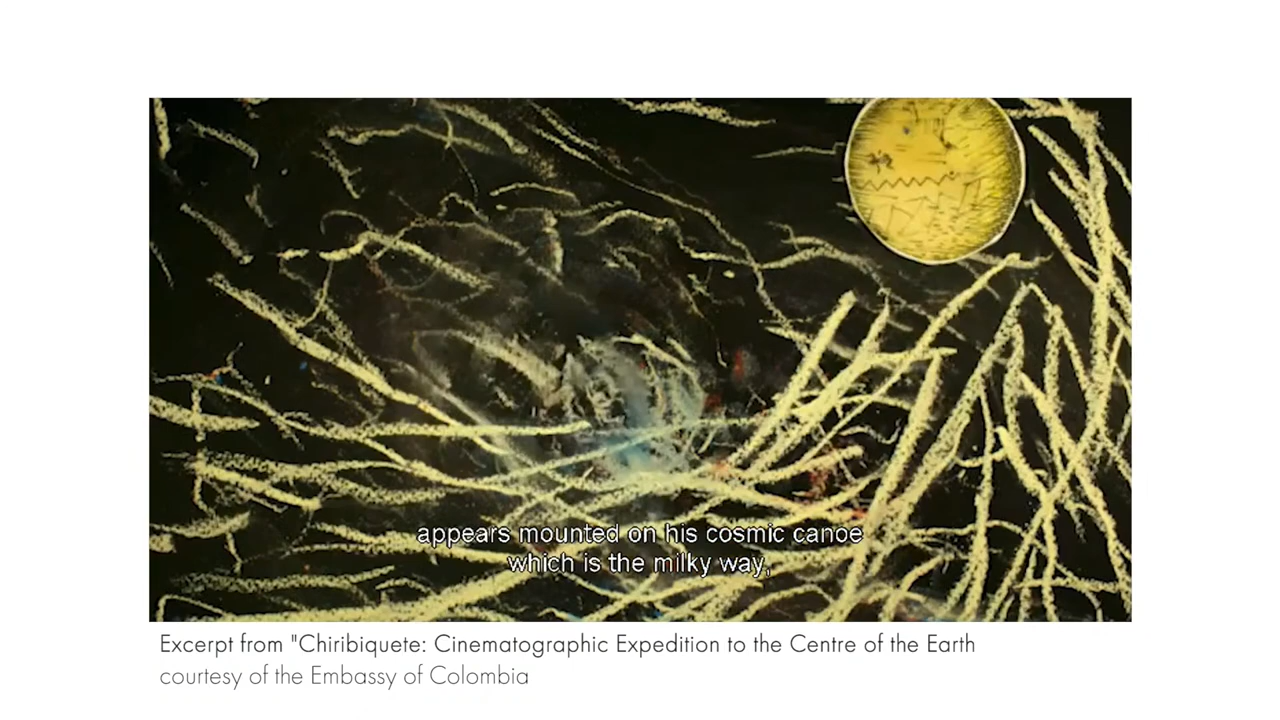 appears mounted on his cosmic canoe
which is the milky way,
Excerpt from "Chiribiquete: Cinematographic Expedition to the Centre of the Earth
courtesy of the Embassy of Colombia